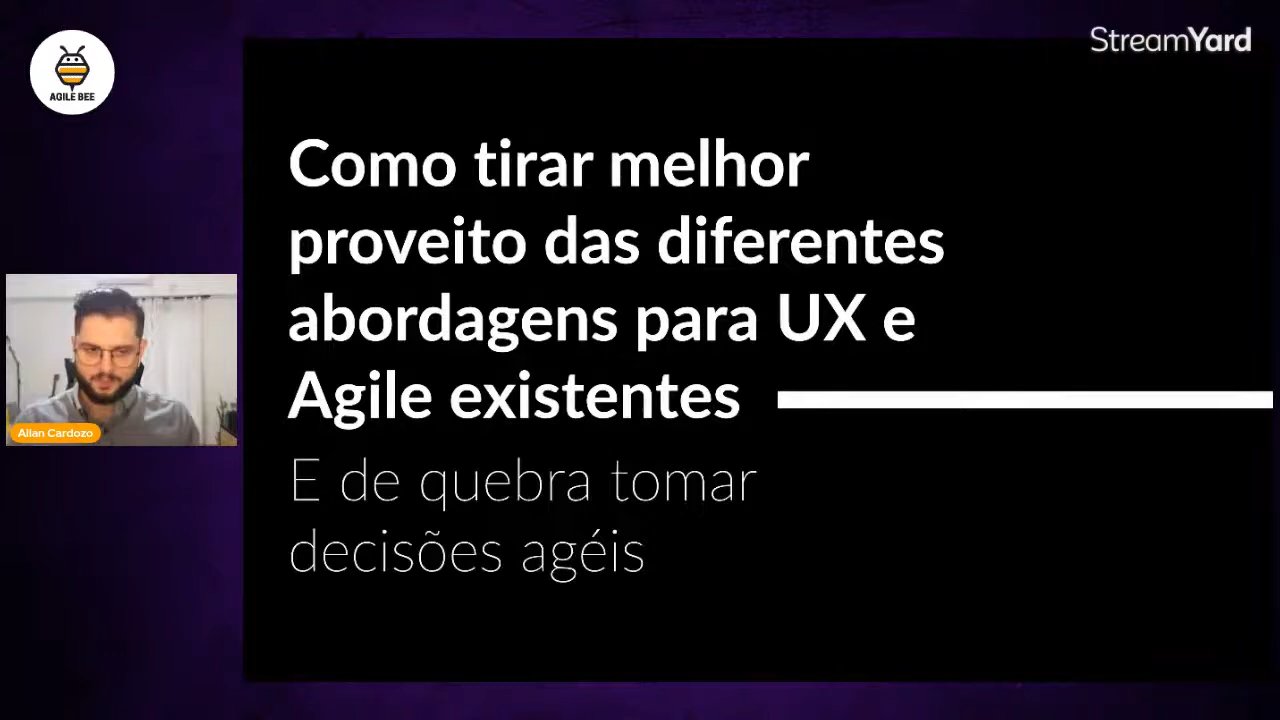 AGILE BEE
StreamYard
Como tirar melhor
proveito das diferentes
abordagens para UX e
Agile existentes
E de quebra tomar
decisões agéis
Allan Cardozo